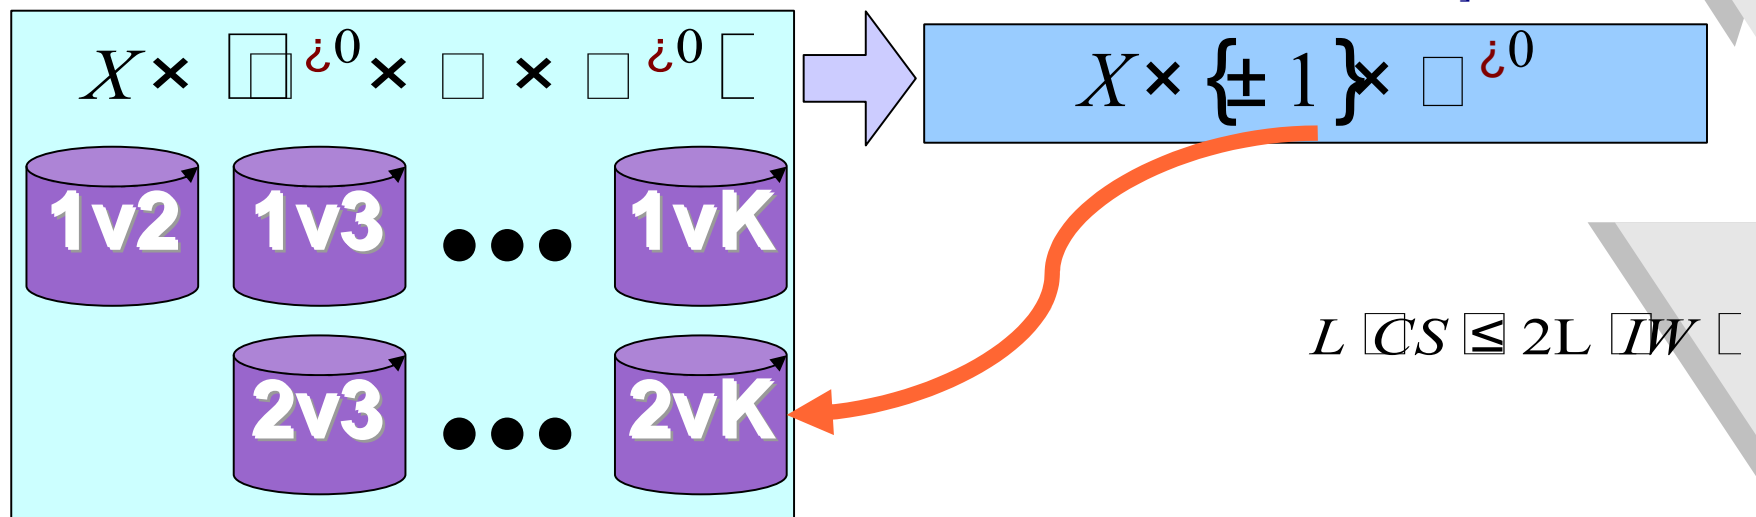 X × □□ ¿0 × □ × □ ¿0 □
X × {± 1} × □ ¿0
1v2 1v3 ••• 1vK
L □CS □≤ 2L □IW □
2v3 ••• 2vK